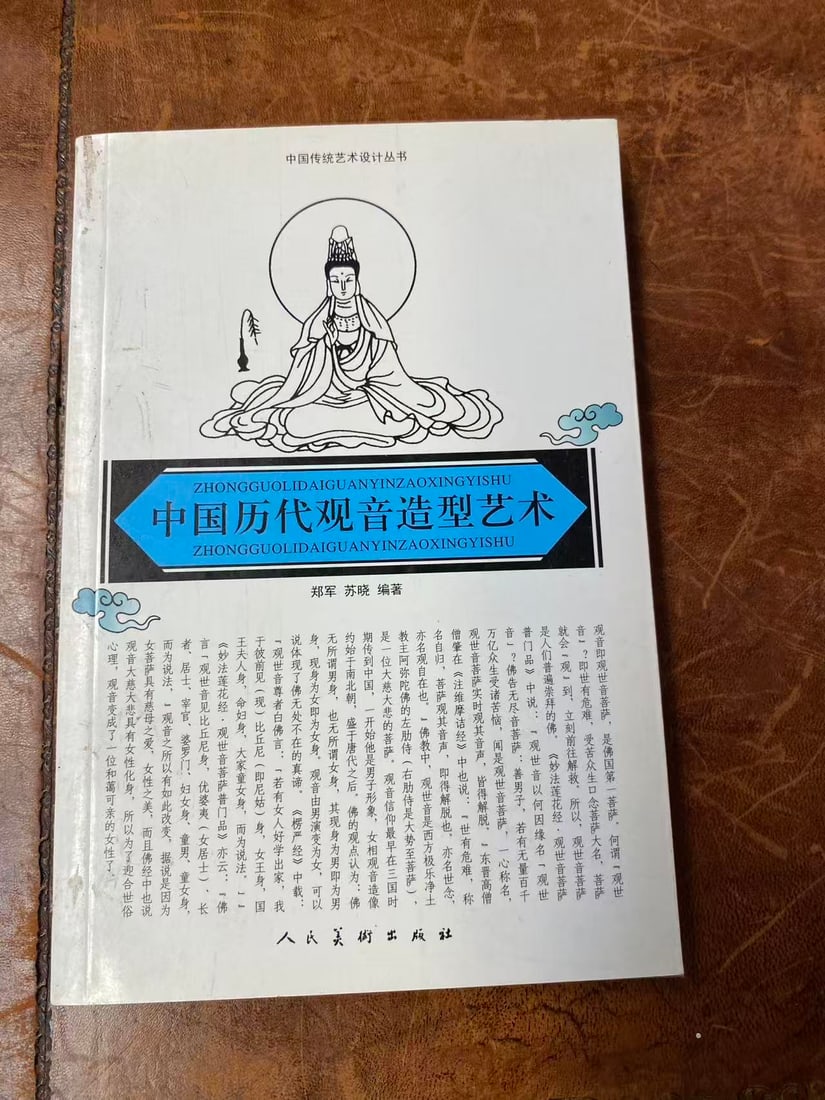 中国传统艺术设计丛书
ZHONGGUOLIDAIGUANYINZAOXINGYISHU
中国历代观音造型艺术
ZHONGGUOLIDAIGUANYINZAOXINGYISHU
郑军 苏晓 编著
观音即观世音菩萨，是佛国第一菩萨。何谓“观世
音”？即世有危难，受苦众生口念菩萨大名，菩萨
就会“观”到，立刻前往解救。所以，观世音菩萨
是人们普遍崇拜的佛。《妙法莲花经·观世音菩萨
普门品》中说：“观世音以何因缘名“观世
音”？佛告无尽音菩萨：善男子，若有无量百千
万亿众生受诸苦恼，闻是观世音菩萨，一心称名，
观世音菩萨实时观其音声，皆得解脱。”东晋高僧
僧肇在《注维摩诘经》中也说：“世有危难，称
名自归，菩萨观其音声，即得解脱也。亦名世念，
亦名观自在也。”佛教中，观世音是西方极乐净土
教主阿弥陀佛的左肋侍（右肋侍是大势至菩萨），
是一位大慈大悲的菩萨。观音信仰最早在三国时
期传到中国，一开始他是男子形象，女相观音造像
约始于南北朝，盛于唐代之后。佛的观点认为：佛
无所谓男身，也无所谓女身，其现身为男即为男
身，现身为女即为女身。观音由男演变为女，可以
说体现了佛无处不在的真谛。《楞严经》中载：
“观世音尊者白佛言：“若有女人好学出家，我
于彼前见（现）比丘尼（即尼姑）身，女王身，国
王夫人身，命妇身，大家童女身，而为说法。””
《妙法莲花经·观世音菩萨普门品》亦云：“佛
言“观世音见比丘尼身，优婆夷（女居士）、长
者、居士、宰官、婆罗门、妇女身，童男、童女身，
而为说法。”观音之所以有如此改变，据说是因为
女菩萨具有慈母之爱、女性之美，而且佛经中也说
观音大慈大悲具有女性化身，所以为了迎合世俗
心理，观音变成了一位和蔼可亲的女性了。
人民美術出版社